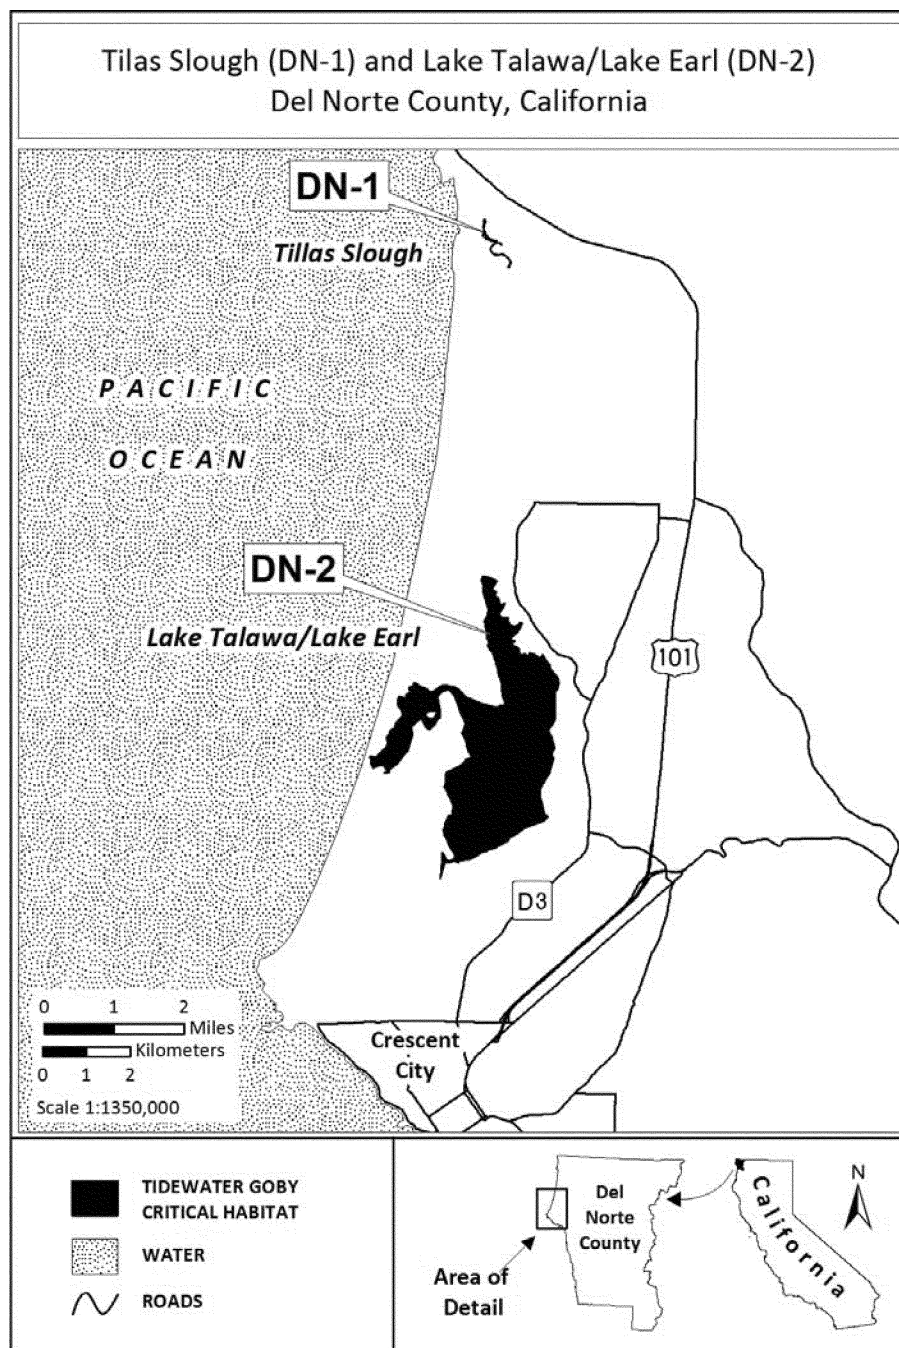 Tilas Slough (DN-1) and Lake Talawa/Lake Earl (DN-2)
Del Norte County, California
DN-1
Tillas Slough
PACIFIC
OCEAN
DN-2
Lake Talawa/Lake Earl
101
D3
0 1 2
Miles
Kilometers
0 1 2
Scale 1:1350,000
Crescent
City
TIDEWATER GOBY
CRITICAL HABITAT
WATER
ROADS
Del
Norte
County
Area of
Detail
California
N